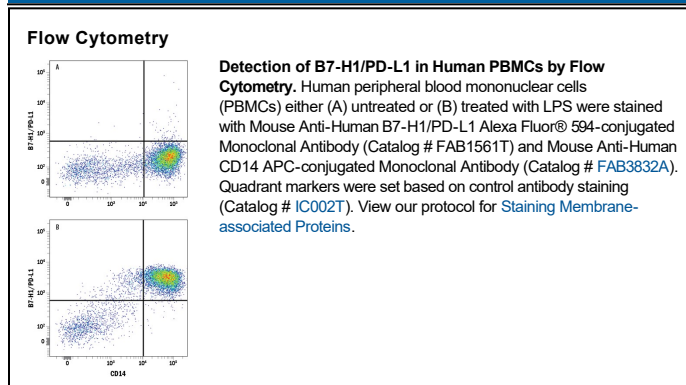 Flow Cytometry
Detection of B7-H1/PD-L1 in Human PBMCs by Flow
Cytometry. Human peripheral blood mononuclear cells
(PBMCs) either (A) untreated or (B) treated with LPS were stained
with Mouse Anti-Human B7-H1/PD-L1 Alexa Fluor® 594-conjugated
Monoclonal Antibody (Catalog # FAB1561T) and Mouse Anti-Human
CD14 APC-conjugated Monoclonal Antibody (Catalog # FAB3832A).
Quadrant markers were set based on control antibody staining
(Catalog # IC002T). View our protocol for Staining Membrane-
associated Proteins.
A
B7-H1/PD-L1
B
B7-H1/PD-L1
CD14